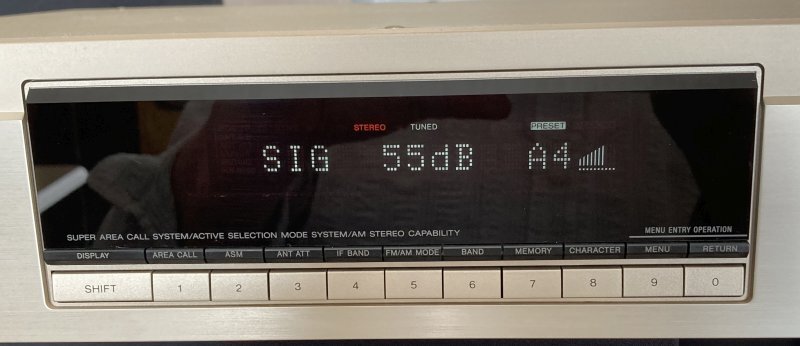 STEREO TUNED PRESET
SIG 55dB A4
SUPER AREA CALL SYSTEM/ACTIVE SELECTION MODE SYSTEM/AM STEREO CAPABILITY
MENU ENTRY OPERATION
DISPLAY AREA CALL ASM ANT ATT IF BAND FM/AM MODE BAND MEMORY CHARACTER MENU RETURN
SHIFT 1 2 3 4 5 6 7 8 9 0